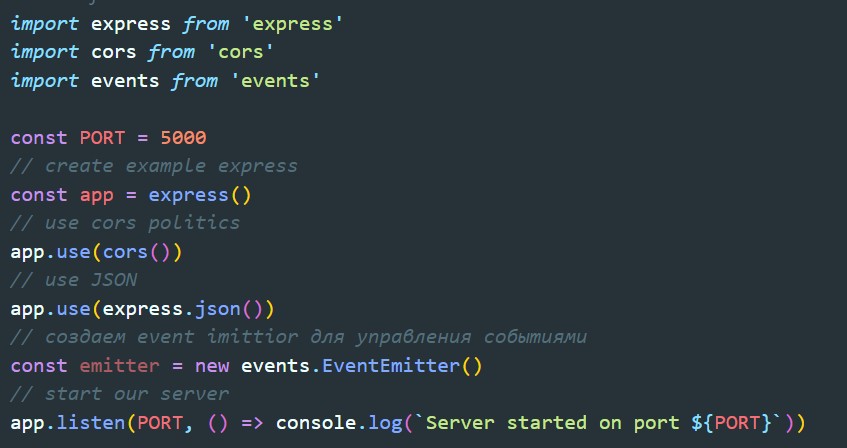 import express from 'express'
import cors from 'cors'
import events from 'events'
const PORT = 5000
// create example express
const app = express()
// use cors politics
app.use(cors())
// use JSON
app.use(express.json())
// создаем event imittior для управления событиями
const emitter = new events.EventEmitter()
// start our server
app.listen(PORT, () => console.log(`Server started on port ${PORT}`))